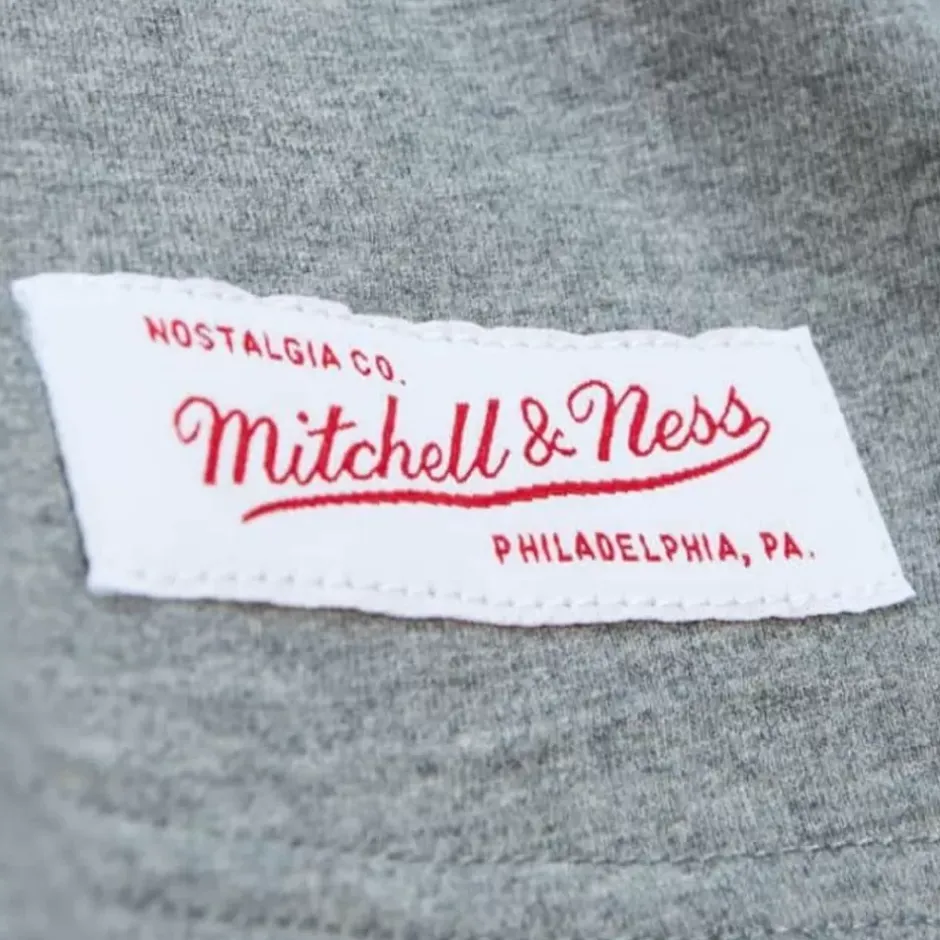 NOSTALGIA CO.
Mitchell & Ness
PHILADELPHIA, PA.